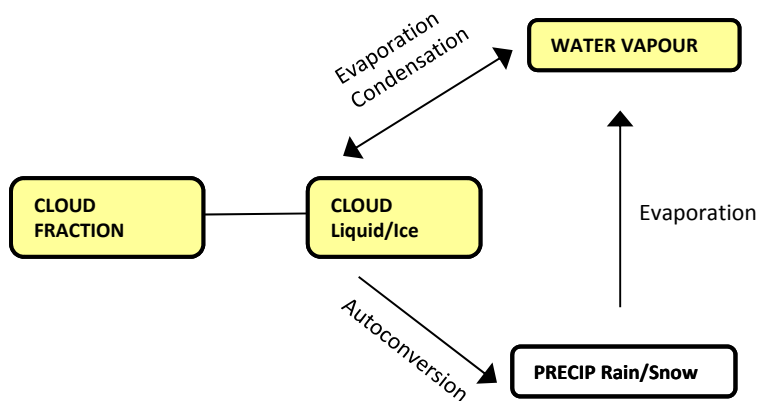 Evaporation
Condensation
WATER VAPOUR
CLOUD
FRACTION
CLOUD
Liquid/Ice
Evaporation
Autoconversion
PRECIP Rain/Snow